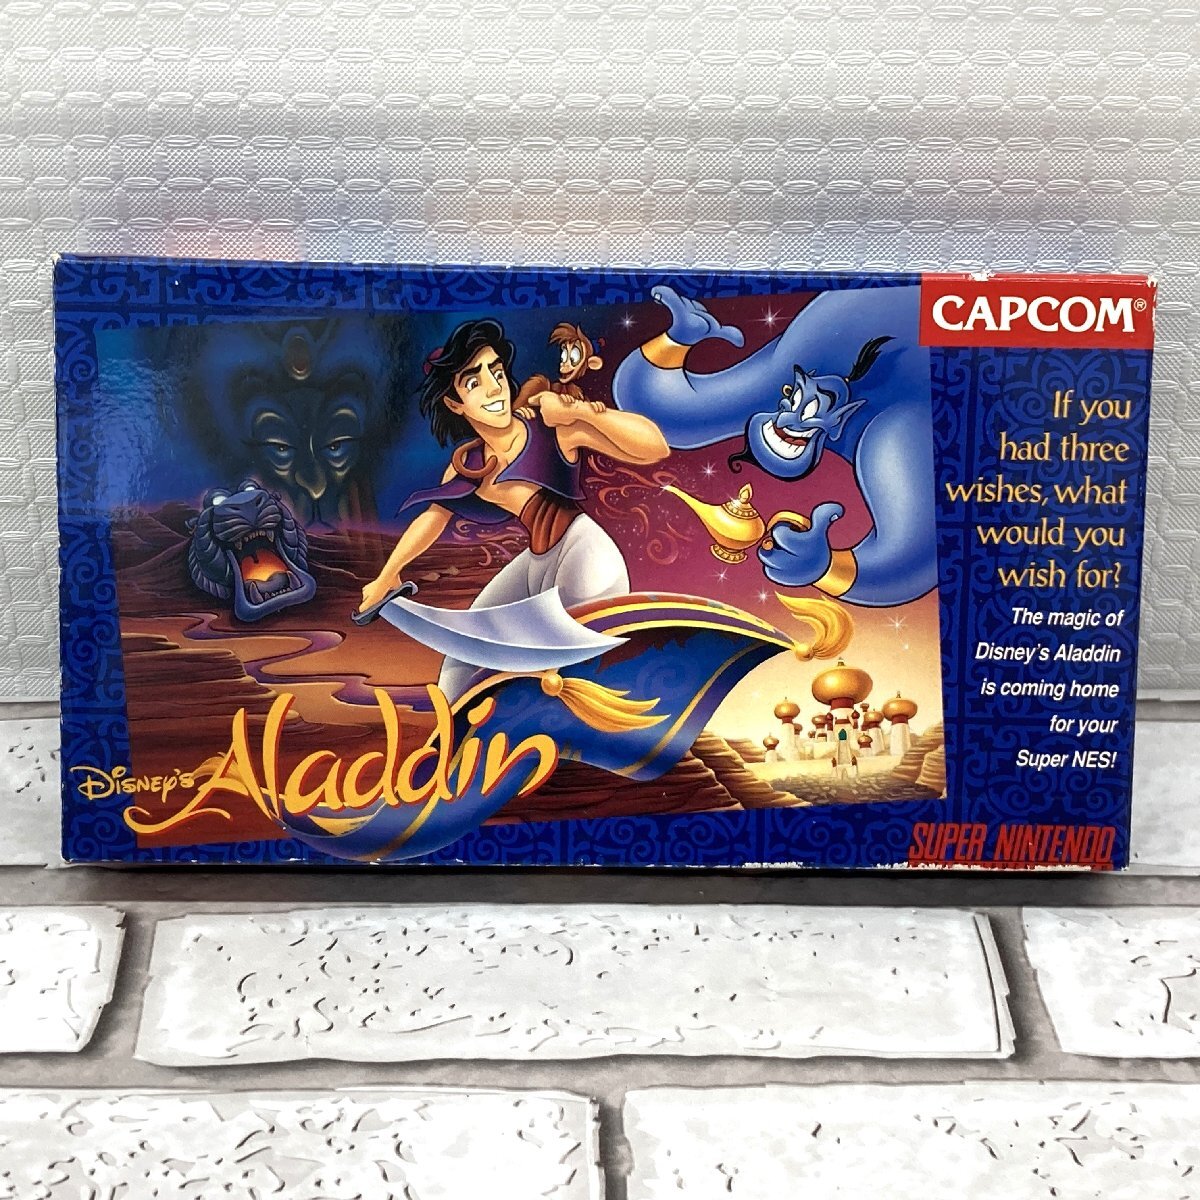 CAPCOM®
If you
had three
wishes, what
would you
wish for?
The magic of
Disney's Aladdin
is coming home
for your
Super NES!
Disney's Aladdin
SUPER NINTENDO